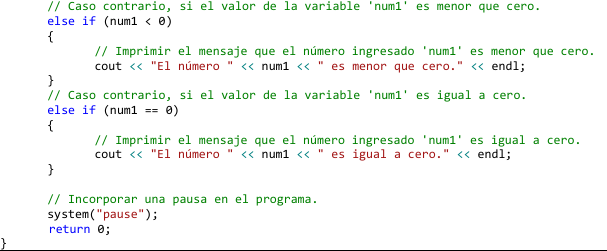 // Caso contrario, si el valor de la variable 'num1' es menor que cero.
else if (num1 < 0)
{
// Imprimir el mensaje que el número ingresado 'num1' es menor que cero.
cout << "El número " << num1 << " es menor que cero." << endl;
}
// Caso contrario, si el valor de la variable 'num1' es igual a cero.
else if (num1 == 0)
{
// Imprimir el mensaje que el número ingresado 'num1' es igual a cero.
cout << "El número " << num1 << " es igual a cero." << endl;
}
// Incorporar una pausa en el programa.
system("pause");
return 0;
}